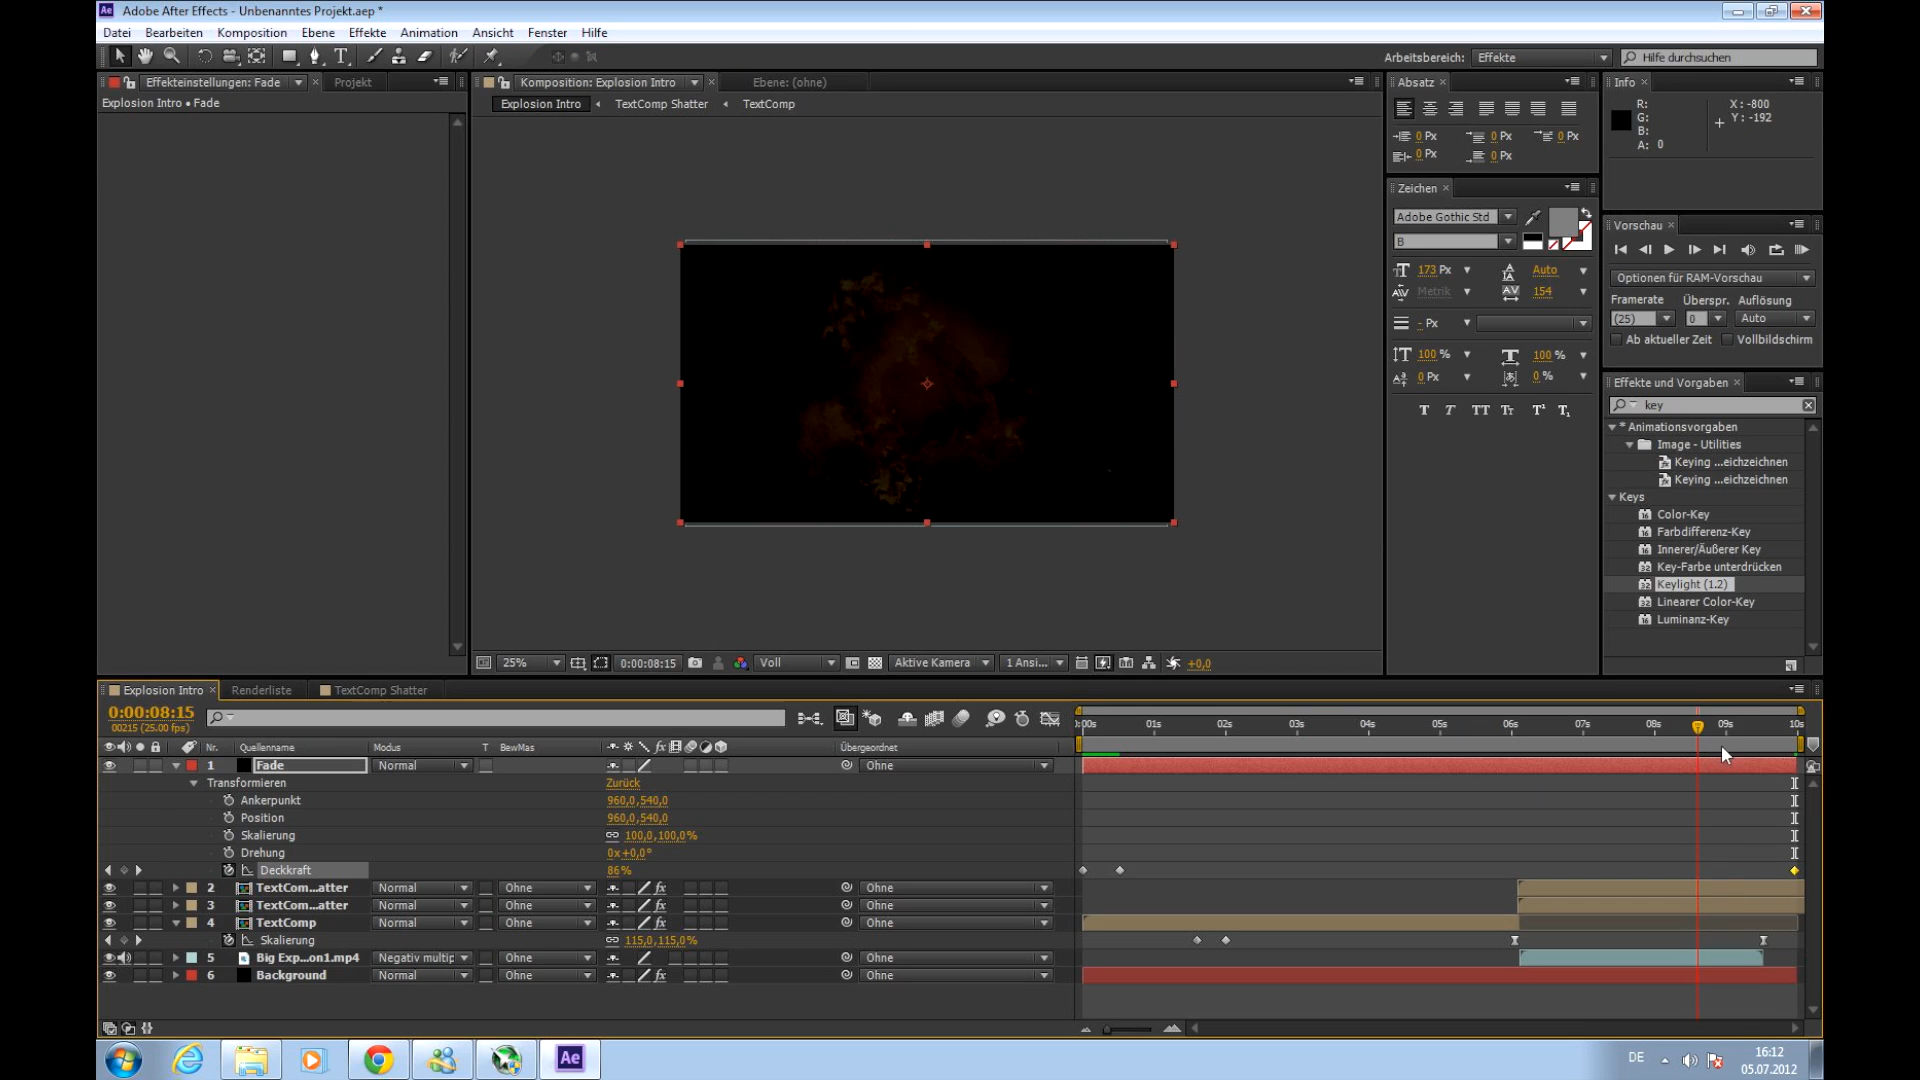 Adobe After Effects - Unbenanntes Projekt.aep *
Datei Bearbeiten Komposition Ebene Effekte Animation Ansicht Fenster Hilfe
Arbeitsbereich: Effekte Hilfe durchsuchen
Effekteinstellungen: Fade Projekt
Explosion Intro • Fade
Komposition: Explosion Intro Ebene: (ohne)
Explosion Intro TextComp Shatter TextComp
Absatz
0 Px 0 Px 0 Px
0 Px 0 Px
Zeichen
Adobe Gothic Std
B
173 Px Auto
Metrik 154
- Px
100 % 100 %
0 Px 0 %
T T TT Tt T¹ T₁
Info
R: X : -800
G: Y : -192
B:
A: 0
Vorschau
Optionen für RAM-Vorschau
Framerate Überspr. Auflösung
(25) 0 Auto
Ab aktueller Zeit Vollbildschirm
Effekte und Vorgaben
key
* Animationsvorgaben
Image - Utilities
Keying ...eichzeichnen
Keying ...eichzeichnen
Keys
Color-Key
Farbdifferenz-Key
Innerer/Äußerer Key
Key-Farbe unterdrücken
Keylight (1.2)
Linearer Color-Key
Luminanz-Key
25% 0:00:08:15 Voll Aktive Kamera 1 Ansi... +0,0
Explosion Intro Renderliste TextComp Shatter
0:00:08:15
00215 (25.00 fps)
:00s 01s 02s 03s 04s 05s 06s 07s 08s 09s 10s
Nr. Quellenname Modus T BewMas Übergeordnet
1 Fade Normal Ohne
Transformieren Zurück
Ankerpunkt 960,0,540,0
Position 960,0,540,0
Skalierung 100,0,100,0%
Drehung 0x+0,0°
Deckkraft 86%
2 TextCom...atter Normal Ohne Ohne
3 TextCom...atter Normal Ohne Ohne
4 TextComp Normal Ohne Ohne
Skalierung 115,0,115,0%
5 Big Exp...on1.mp4 Negativ multip Ohne Ohne
6 Background Normal Ohne Ohne
DE 16:12
05.07.2012